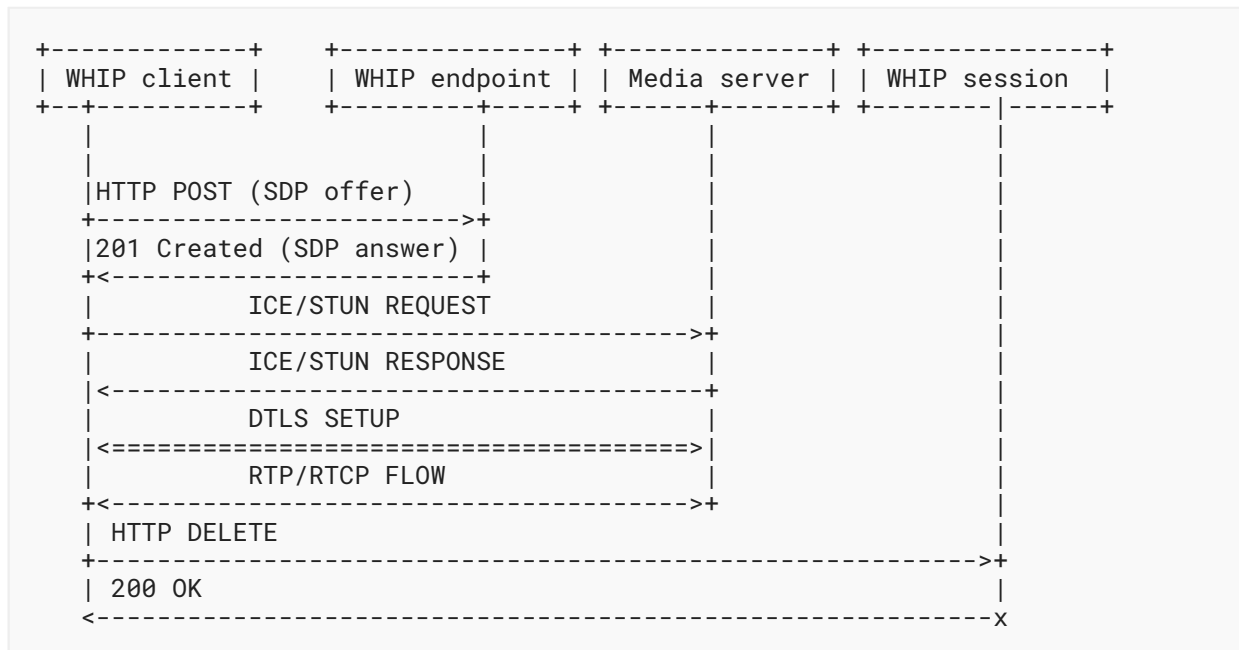 +-------------+    +---------------+ +--------------+ +---------------+
| WHIP client |    | WHIP endpoint | | Media server | | WHIP session  |
+--+----------+    +---------+-----+ +------+-------+ +--------|------+
   |                         |              |                  |
   |                         |              |                  |
   |HTTP POST (SDP offer)    |              |                  |
   +------------------------>+              |                  |
   |201 Created (SDP answer) |              |                  |
   +<------------------------+              |                  |
   |          ICE/STUN REQUEST              |                  |
   +--------------------------------------->+                  |
   |          ICE/STUN RESPONSE             |                  |
   |<---------------------------------------+                  |
   |          DTLS SETUP                    |                  |
   |<======================================>|                  |
   |          RTP/RTCP FLOW                 |                  |
   +<-------------------------------------->+                  |
   | HTTP DELETE                                               |
   +---------------------------------------------------------->+
   | 200 OK                                                    |
   <-----------------------------------------------------------x